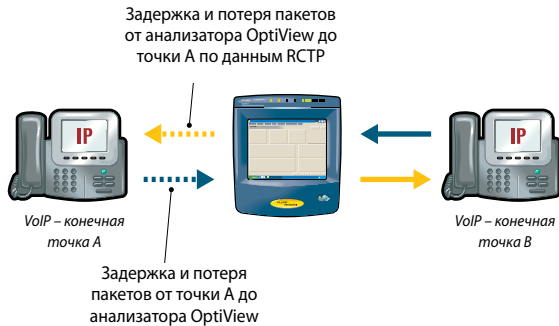 Задержка и потеря пакетов
от анализатора OptiView до
точки А по данным RCTP
IP
IP
VoIP – конечная
точка А
VoIP – конечная
точка В
Задержка и потеря
пакетов от точки А до
анализатора OptiView